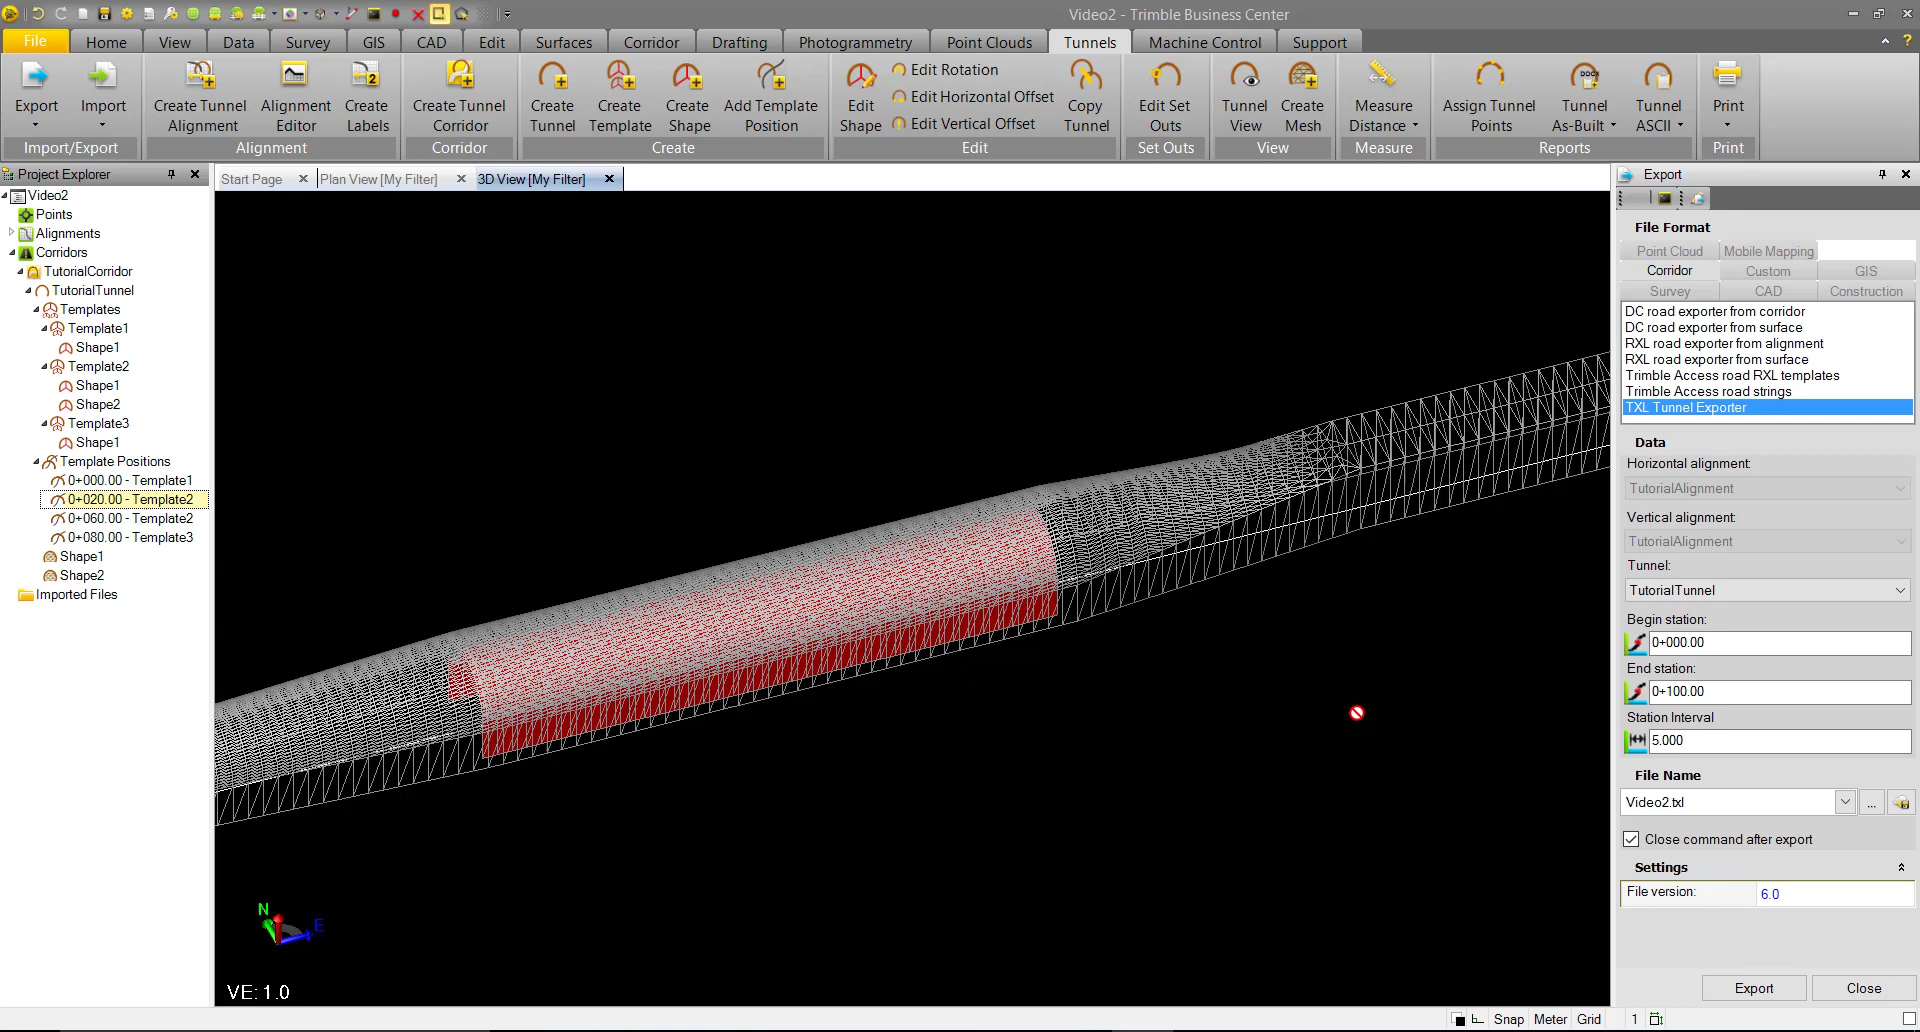 Video2 - Trimble Business Center
File Home View Data Survey GIS CAD Edit Surfaces Corridor Drafting Photogrammetry Point Clouds Tunnels Machine Control Support
Export
Import
Import/Export
Create Tunnel
Alignment
Alignment
Editor
Create
Labels
Alignment
Create Tunnel
Corridor
Corridor
Create
Tunnel
Create
Template
Create
Shape
Add Template
Position
Create
Edit
Shape
Edit Rotation
Edit Horizontal Offset
Edit Vertical Offset
Copy
Tunnel
Edit
Edit Set
Outs
Set Outs
Tunnel
View
Create
Mesh
View
Measure
Distance
Measure
Assign Tunnel
Points
Tunnel
As-Built
Tunnel
ASCII
Reports
Print
Print
Project Explorer
Video2
Points
Alignments
Corridors
TutorialCorridor
TutorialTunnel
Templates
Template1
Shape1
Template2
Shape1
Shape2
Template3
Shape1
Template Positions
0+000.00 - Template1
0+020.00 - Template2
0+060.00 - Template2
0+080.00 - Template3
Shape1
Shape2
Imported Files
Start Page Plan View [My Filter] 3D View [My Filter]
N
E
VE: 1.0
Export
File Format
Point Cloud Mobile Mapping
Corridor Custom GIS
Survey CAD Construction
DC road exporter from corridor
DC road exporter from surface
RXL road exporter from alignment
RXL road exporter from surface
Trimble Access road RXL templates
Trimble Access road strings
TXL Tunnel Exporter
Data
Horizontal alignment:
TutorialAlignment
Vertical alignment:
TutorialAlignment
Tunnel:
TutorialTunnel
Begin station:
0+000.00
End station:
0+100.00
Station Interval
5.000
File Name
Video2.txl
...
Close command after export
Settings
File version: 6.0
Export Close
Snap Meter Grid 1